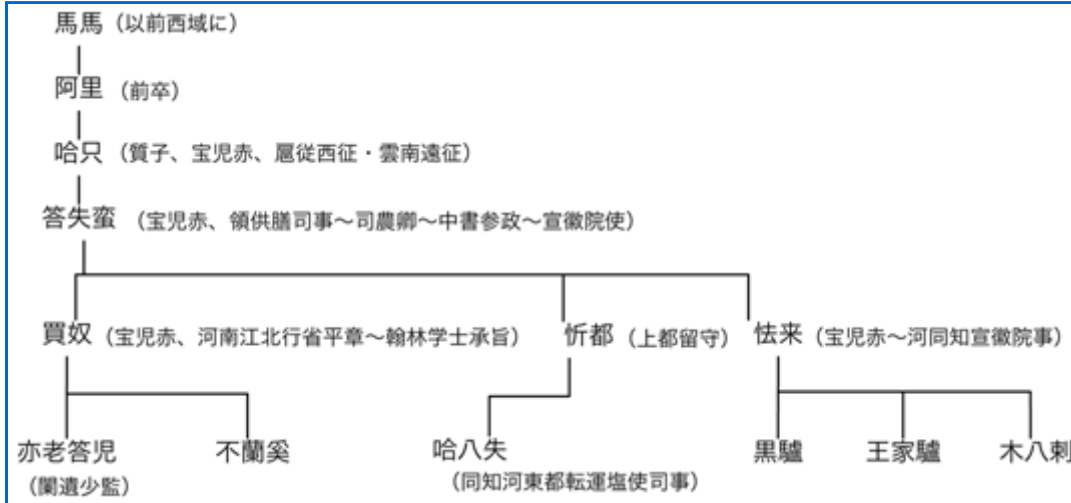 馬馬（以前西域に）
阿里（前卒）
哈只（質子、宝児赤、扈従西征・雲南遠征）
答失蛮（宝児赤、領供膳司事～司農卿～中書参政～宣徽院使）
買奴（宝児赤、河南江北行省平章～翰林学士承旨） 忻都（上都留守） 怯来（宝児赤～河同知宣徽院事）
亦老答児 不蘭奚 哈八失 黒驢 王家驢 木八剌
（闌遺少監） （同知河東都転運塩使司事）